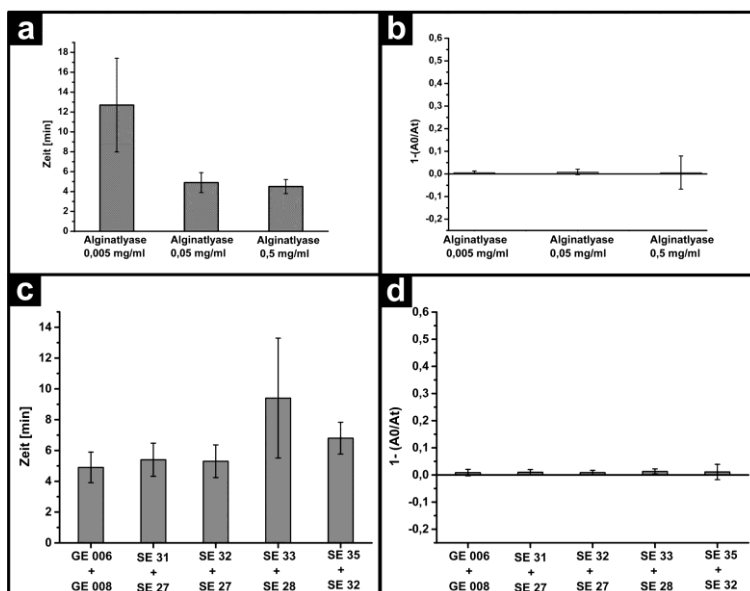 a
18
16
14
12
10
8
6
4
2
0
Zeit [min]
Alginatlyase Alginatlyase Alginatlyase
0,005 mg/ml 0,05 mg/ml 0,5 mg/ml
b
0,6
0,5
0,4
0,3
0,2
0,1
0,0
-0,1
-0,2
1-(A0/At)
Alginatlyase Alginatlyase Alginatlyase
0,005 mg/ml 0,05 mg/ml 0,5 mg/ml
c
14
12
10
8
6
4
2
0
Zeit [min]
GE 006 SE 31 SE 32 SE 33 SE 35
+ + + + +
GE 008 SE 27 SE 27 SE 28 SE 32
d
0,6
0,5
0,4
0,3
0,2
0,1
0,0
-0,1
-0,2
1- (A0/At)
GE 006 SE 31 SE 32 SE 33 SE 35
+ + + + +
GE 008 SE 27 SE 27 SE 28 SE 32